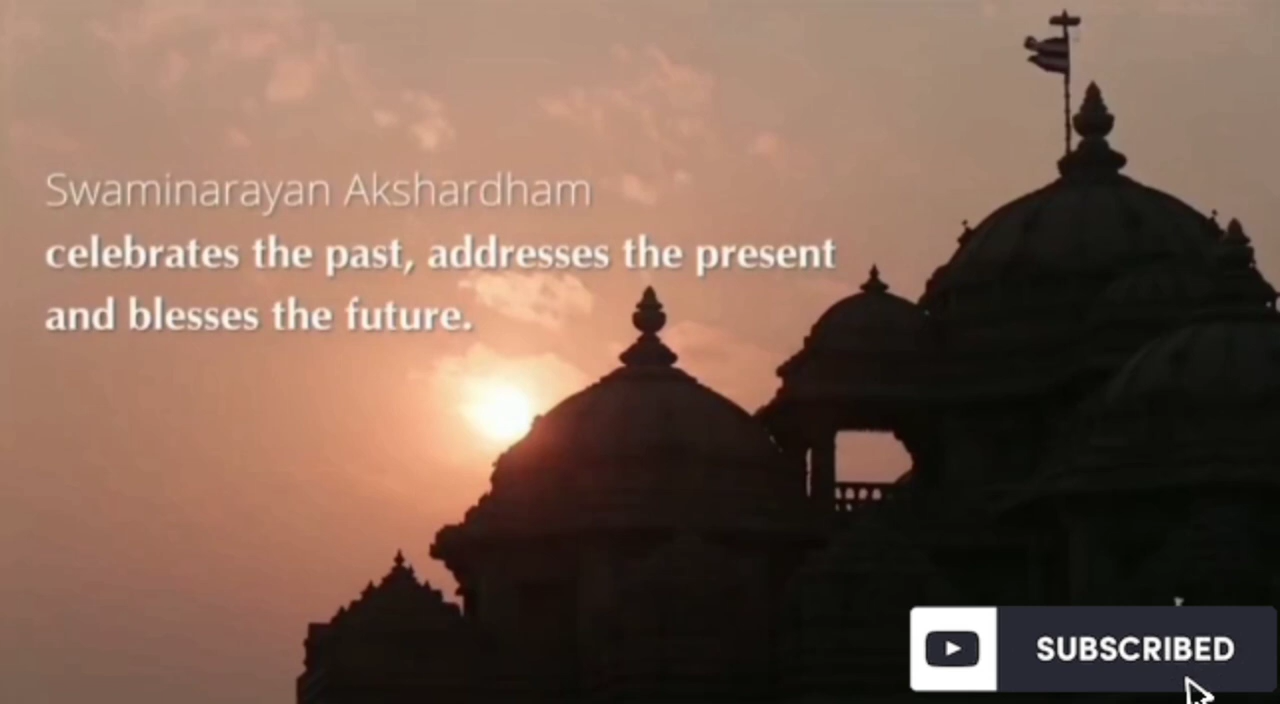 Swaminarayan Akshardham
celebrates the past, addresses the present
and blesses the future.
SUBSCRIBED